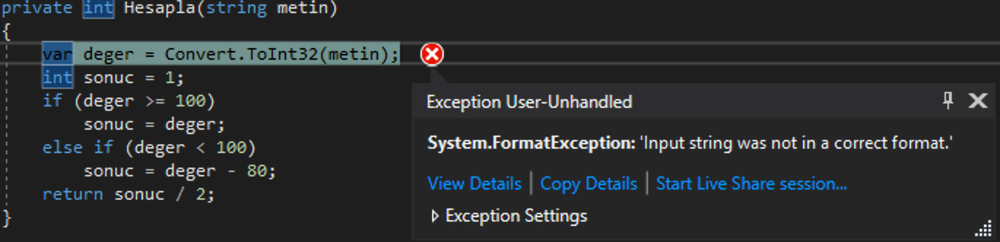 private int Hesapla(string metin)
{
var deger = Convert.ToInt32(metin);
int sonuc = 1;
if (deger >= 100)
sonuc = deger;
else if (deger < 100)
sonuc = deger - 80;
return sonuc / 2;
}
Exception User-Unhandled
System.FormatException: 'Input string was not in a correct format.'
View Details | Copy Details | Start Live Share session...
Exception Settings